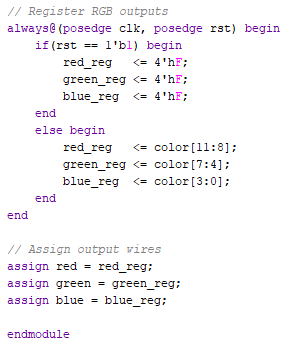 // Register RGB outputs
always@(posedge clk, posedge rst) begin
    if(rst == 1'b1) begin
        red_reg   <= 4'hF;
        green_reg <= 4'hF;
        blue_reg  <= 4'hF;
    end
    else begin
        red_reg   <= color[11:8];
        green_reg <= color[7:4];
        blue_reg  <= color[3:0];
    end
end

// Assign output wires
assign red = red_reg;
assign green = green_reg;
assign blue = blue_reg;

endmodule